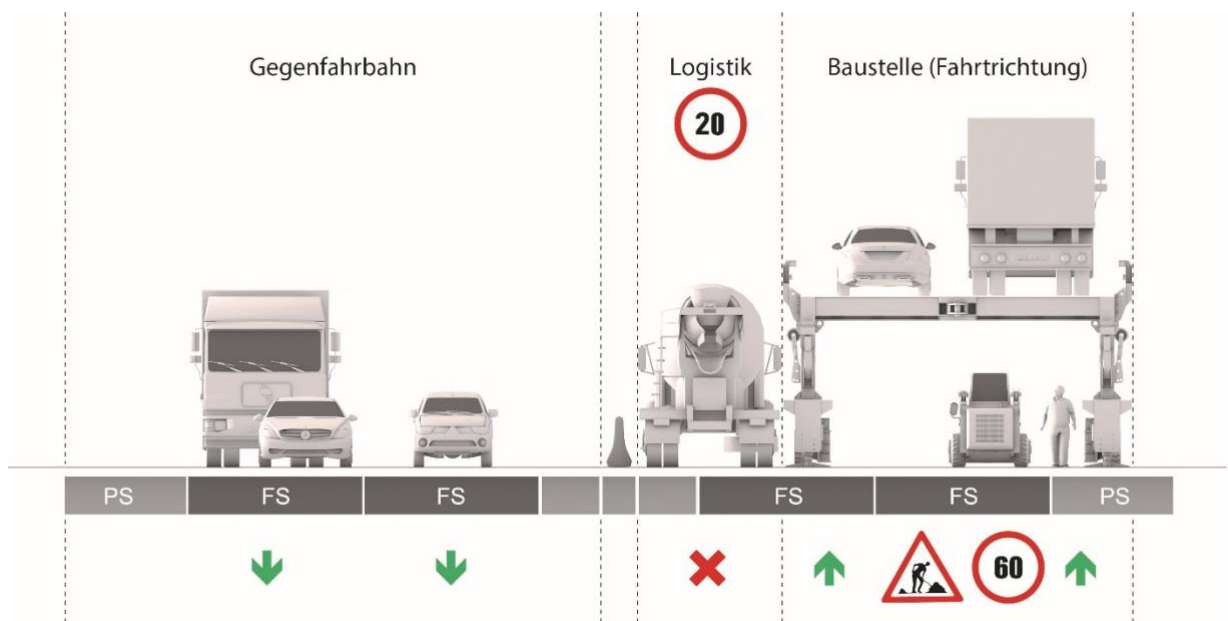 Gegenfahrbahn
Logistik
Baustelle (Fahrtrichtung)
20
PS
FS
FS
FS
FS
PS
60